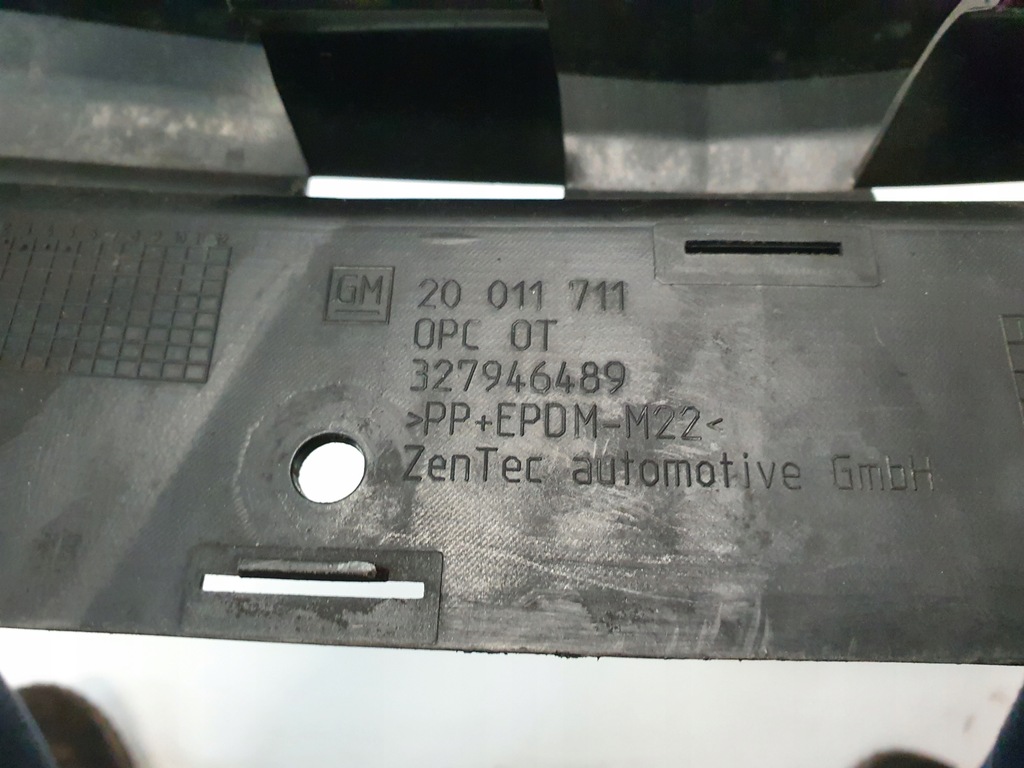 GM 20 011 711
OPC OT
327946489
>PP+EPDM-M22<
ZenTec automotive GmbH